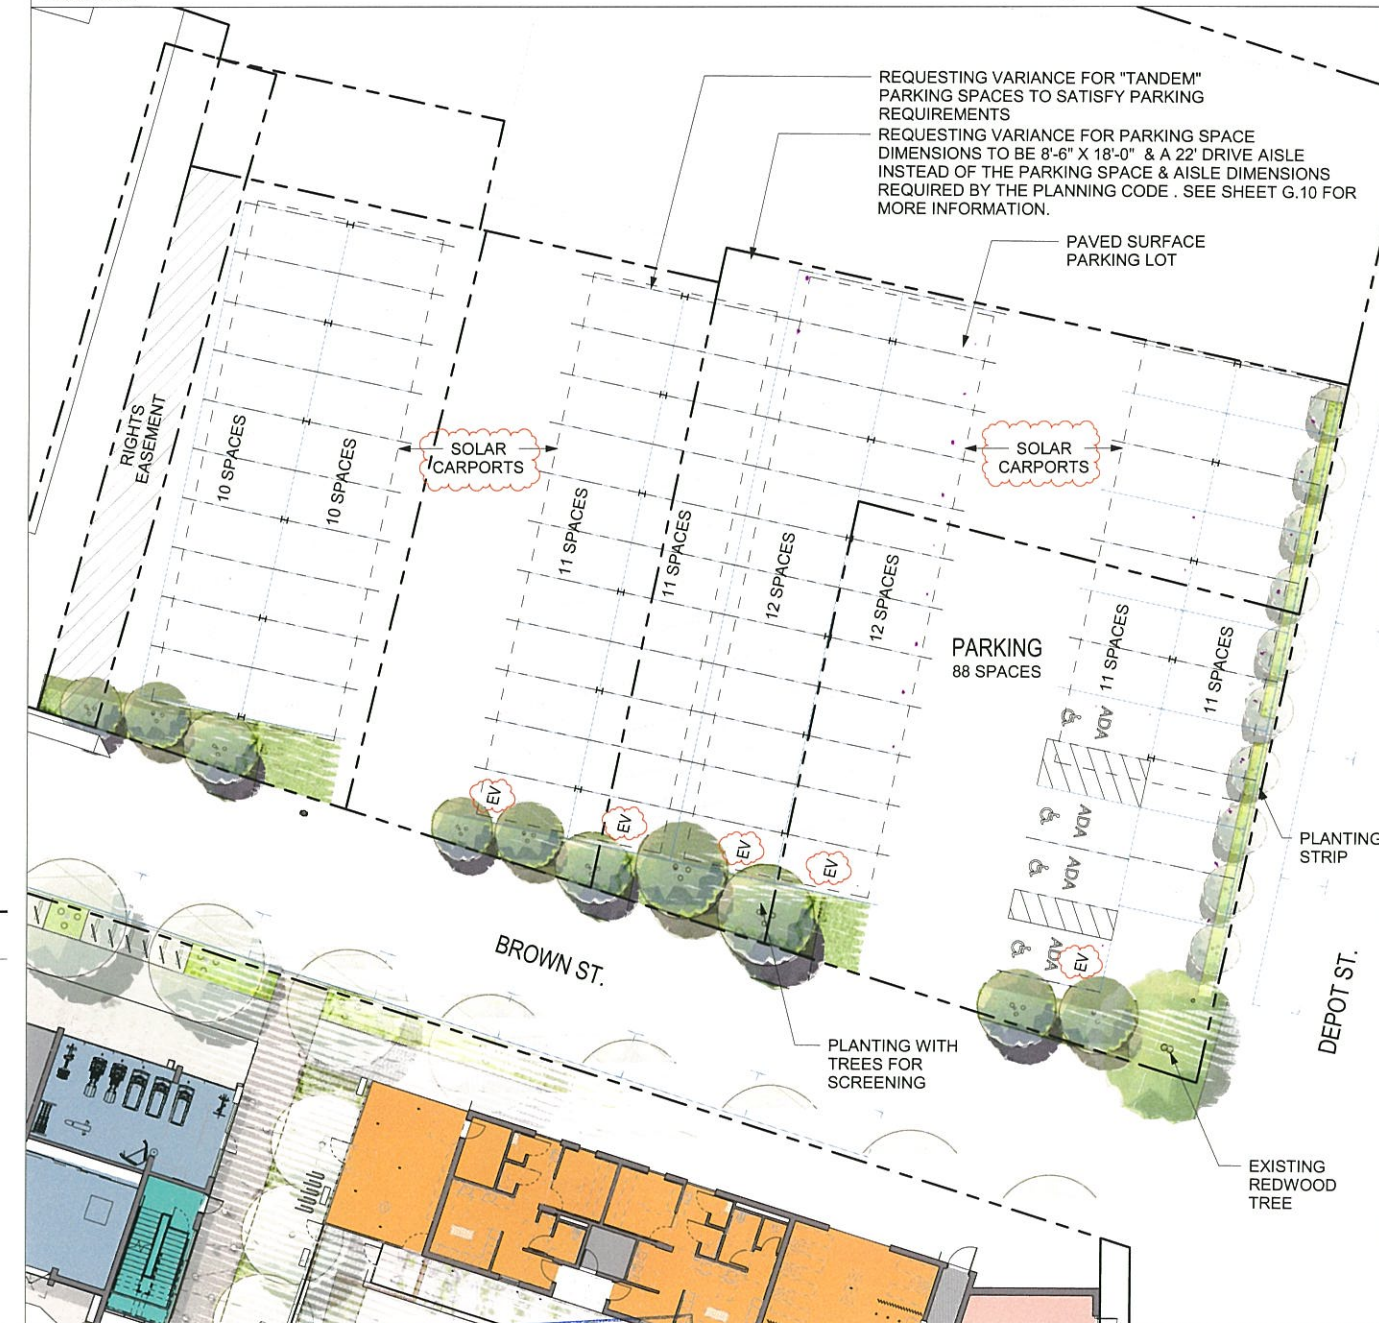 REQUESTING VARIANCE FOR "TANDEM"
PARKING SPACES TO SATISFY PARKING
REQUIREMENTS
REQUESTING VARIANCE FOR PARKING SPACE
DIMENSIONS TO BE 8'-6" X 18'-0" & A 22' DRIVE AISLE
INSTEAD OF THE PARKING SPACE & AISLE DIMENSIONS
REQUIRED BY THE PLANNING CODE . SEE SHEET G.10 FOR
MORE INFORMATION.
PAVED SURFACE
PARKING LOT
RIGHTS
EASEMENT
10 SPACES
10 SPACES
SOLAR
CARPORTS
11 SPACES
11 SPACES
12 SPACES
12 SPACES
SOLAR
CARPORTS
PARKING
88 SPACES
11 SPACES
11 SPACES
ADA
ADA
ADA
ADA
EV
EV
EV
EV
EV
PLANTING
STRIP
BROWN ST.
DEPOT ST.
PLANTING WITH
TREES FOR
SCREENING
EXISTING
REDWOOD
TREE